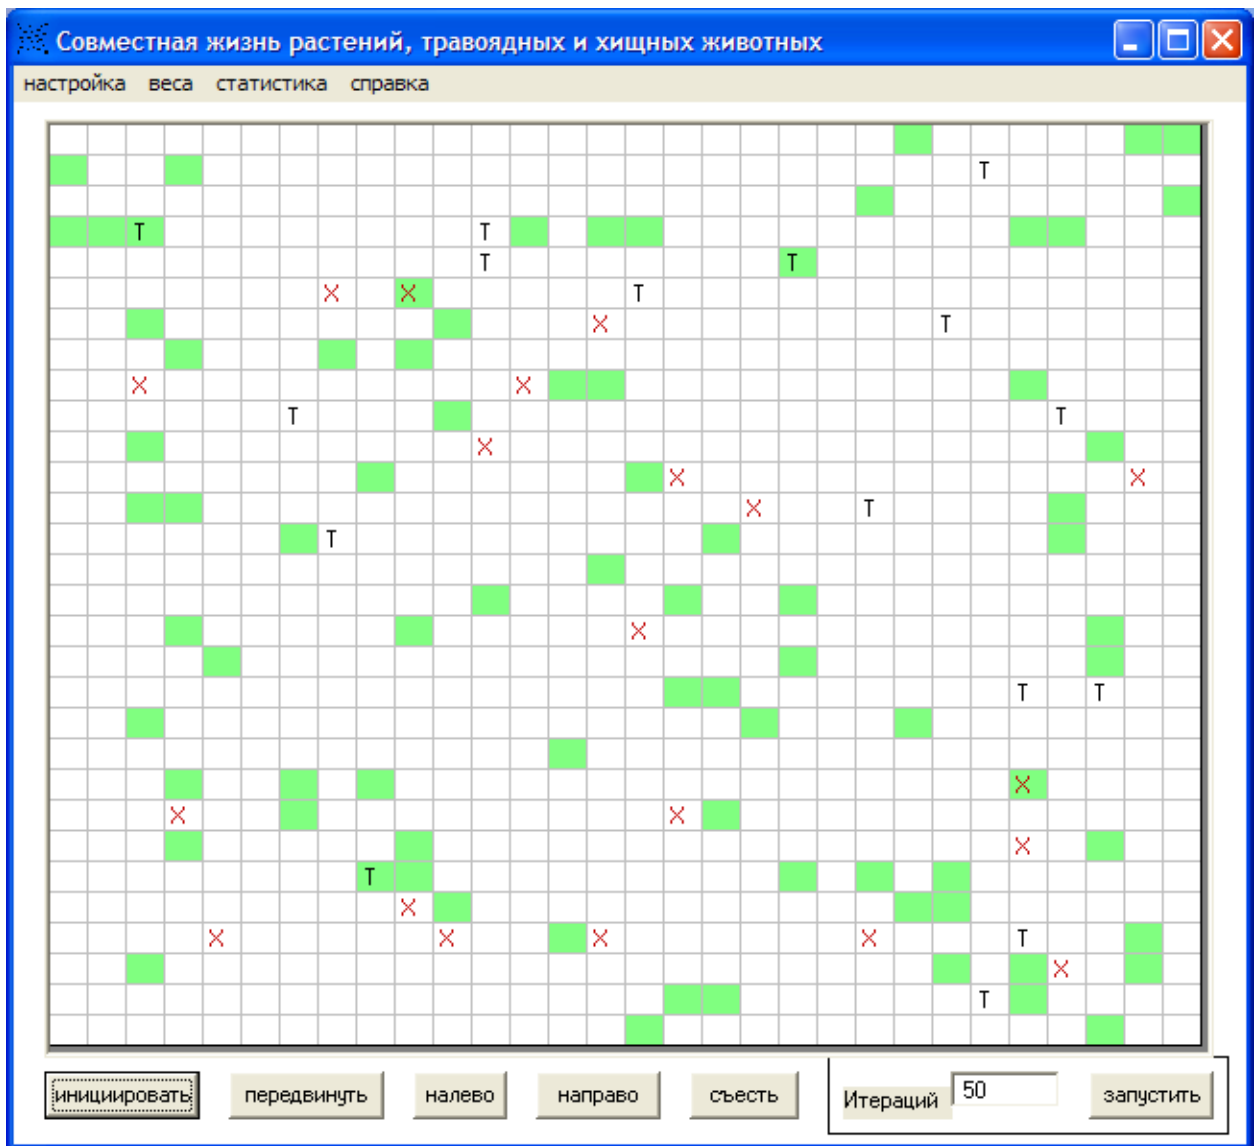 Совместная жизнь растений, травоядных и хищных животных
настройка веса статистика справка
T
T T
T T
X X T
X T
X X
T T
X
X X
X T
T
X
T T
X
X X
X
T
X
X X X X T
X
T
инициировать передвинуть налево направо съесть Итераций 50 запустить